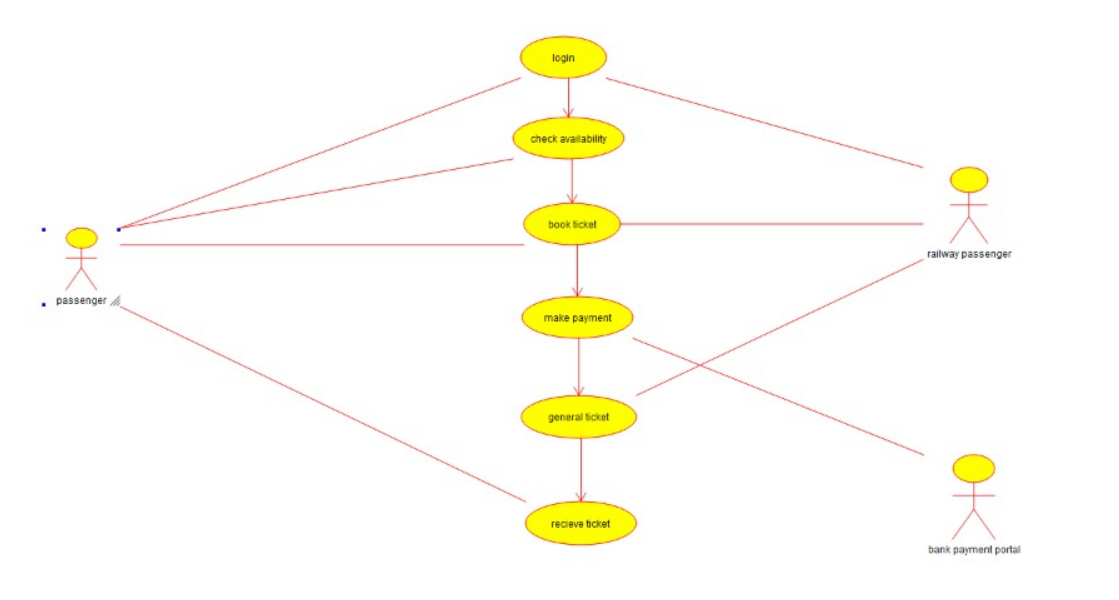 login
check availability
book ticket
railway passenger
passenger
make payment
general ticket
recieve ticket
bank payment portal